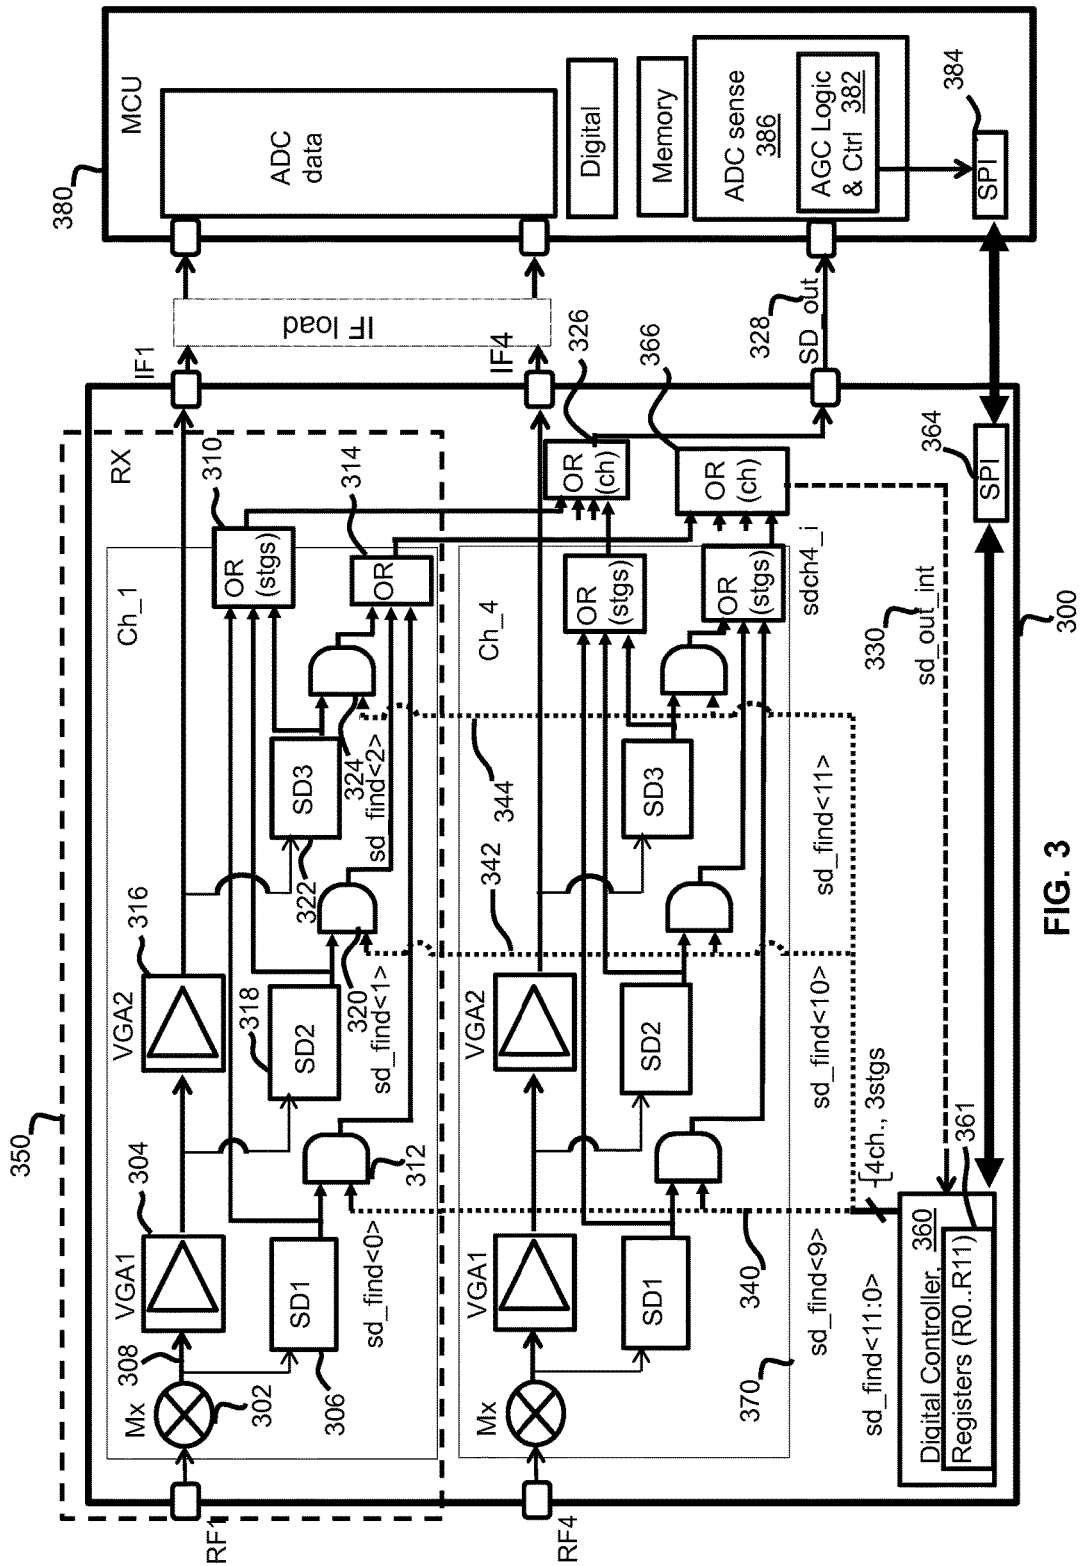 380
MCU
ADC
data
Digital
Memory
ADC sense
386
AGC Logic
& Ctrl 382
384
SPI
IF load
IF1
IF4
326
366
328
SD_out
364
SPI
350
RX
Ch_1
310
OR
(stgs)
314
OR
OR
(ch)
OR
(ch)
316
VGA2
318
SD2
320
sd_find<1>
322
SD3
324
sd_find<2>
304
VGA1
308
Mx
302
306
SD1
312
sd_find<0>
RF1
Ch_4
OR
(stgs)
OR
(stgs)
sdch4_i
330
sd_out_int
300
344
342
340
VGA2
SD3
SD2
VGA1
SD1
Mx
RF4
370
sd_find<9>
sd_find<10>
sd_find<11>
sd_find<11:0>
4ch., 3stgs
361
Digital Controller, 360
Registers (R0..R11)
FIG. 3